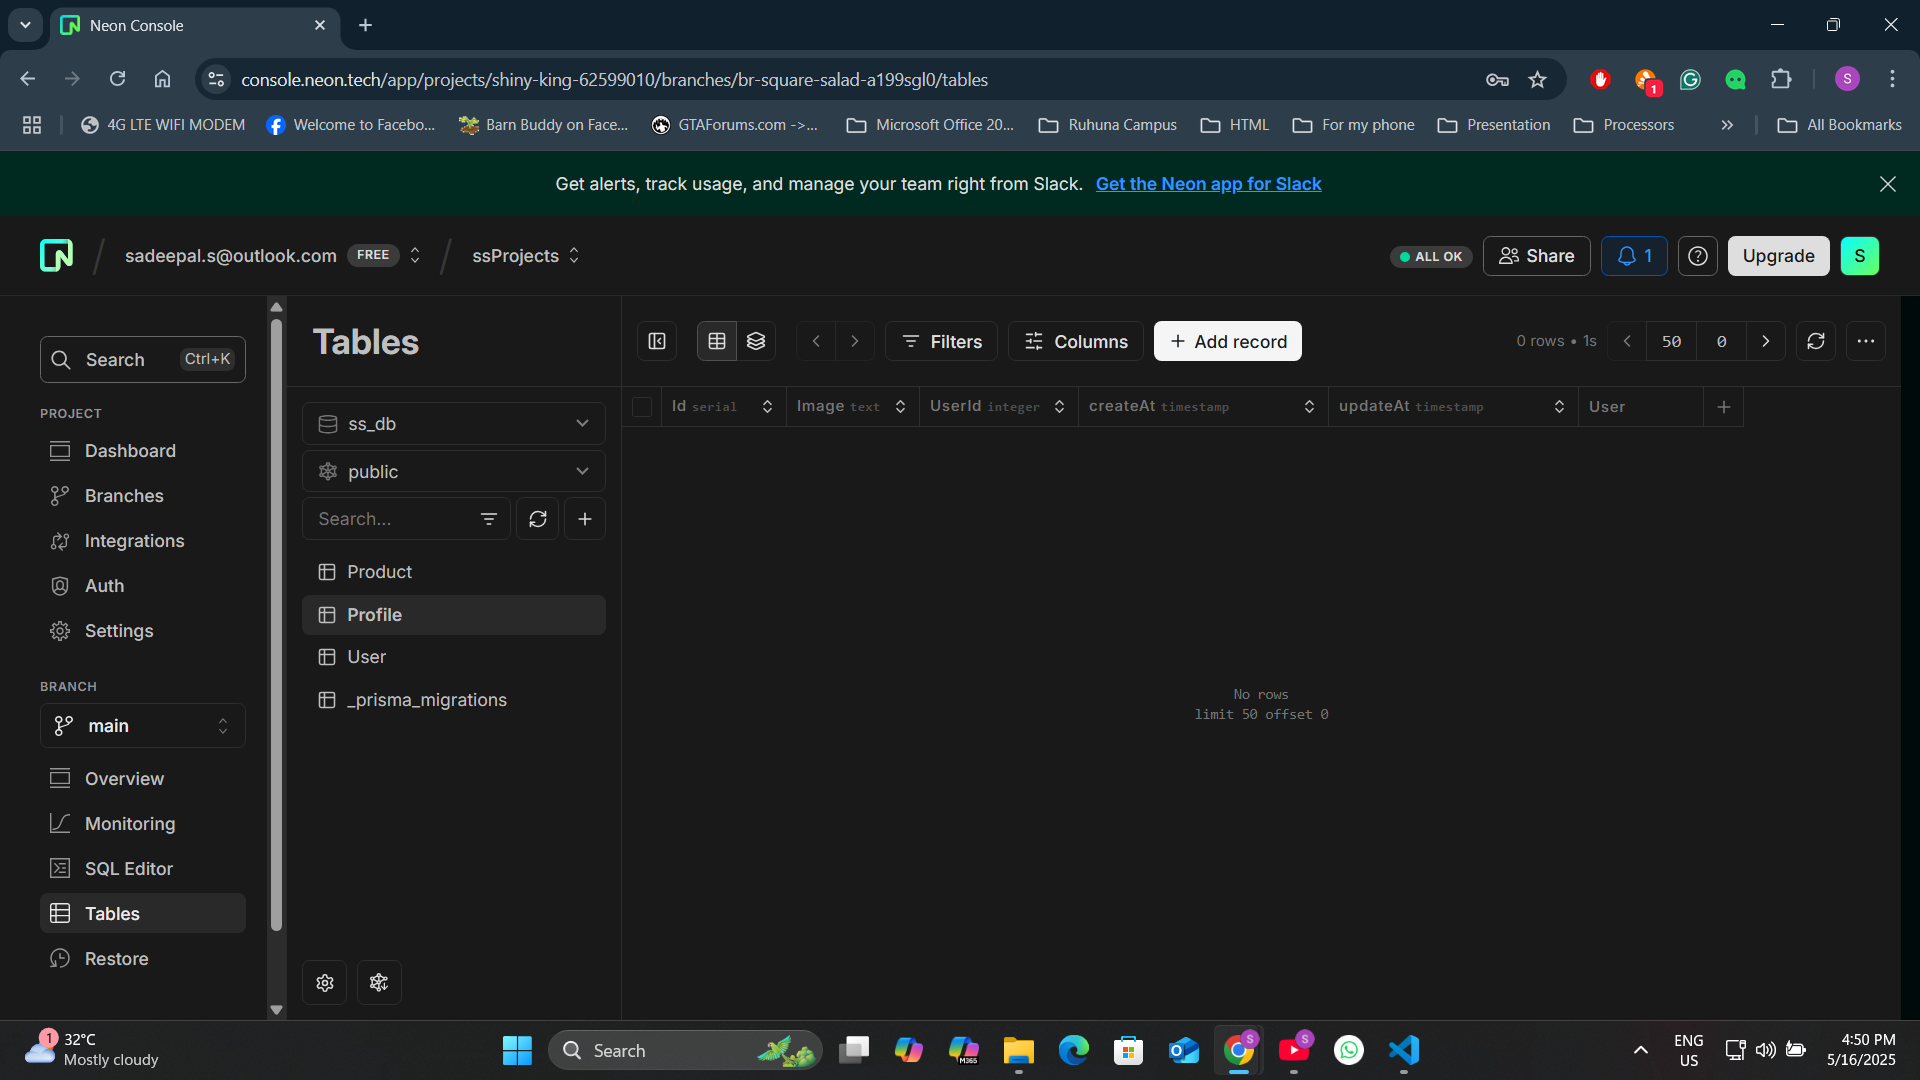 Neon Console
console.neon.tech/app/projects/shiny-king-62599010/branches/br-square-salad-a199sgl0/tables
1
S
4G LTE WIFI MODEM
Welcome to Facebo...
Barn Buddy on Face...
GTAForums.com ->...
Microsoft Office 20...
Ruhuna Campus
HTML
For my phone
Presentation
Processors
All Bookmarks
Get alerts, track usage, and manage your team right from Slack. Get the Neon app for Slack
sadeepal.s@outlook.com FREE
ssProjects
ALL OK
Share
1
Upgrade
S
Search Ctrl+K
PROJECT
Dashboard
Branches
Integrations
Auth
Settings
BRANCH
main
Overview
Monitoring
SQL Editor
Tables
Restore
Tables
ss_db
public
Search...
Product
Profile
User
_prisma_migrations
Filters
Columns
+ Add record
0 rows • 1s
50
0
Id serial
Image text
UserId integer
createAt timestamp
updateAt timestamp
User
No rows
limit 50 offset 0
1
32°C
Mostly cloudy
Search
M365
S
S
ENG
US
4:50 PM
5/16/2025